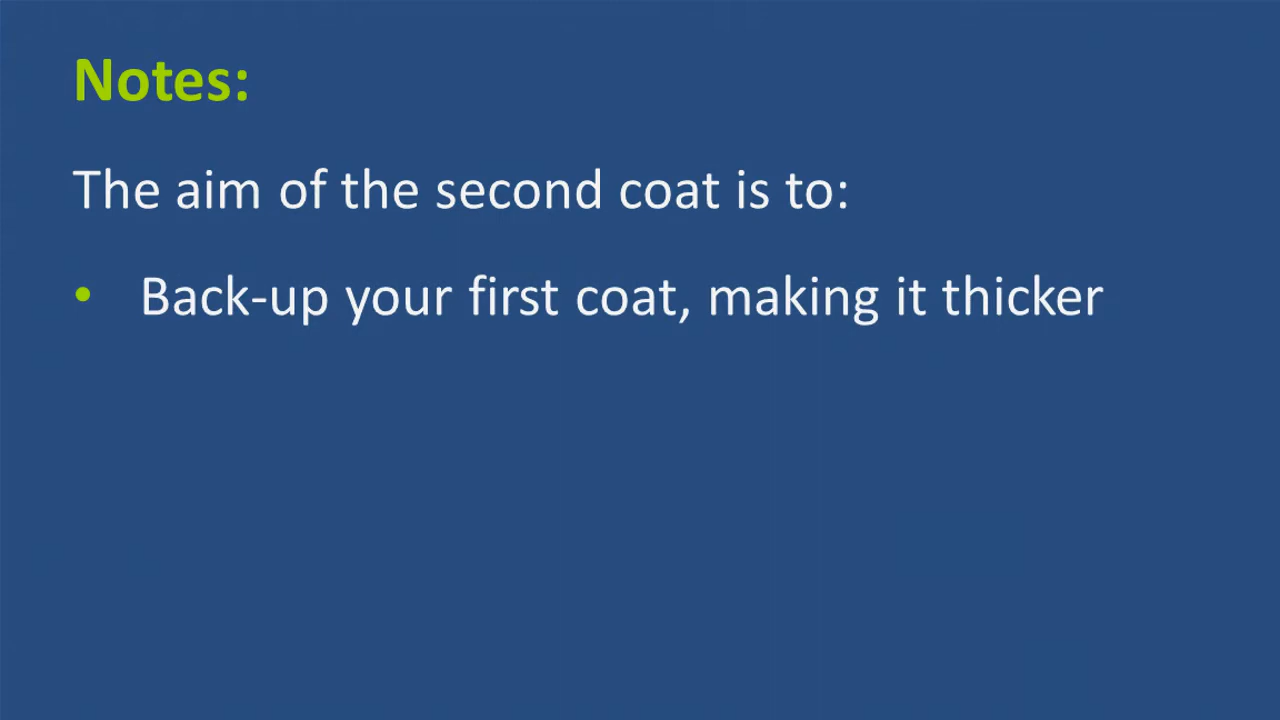 Notes:
The aim of the second coat is to:
• Back-up your first coat, making it thicker